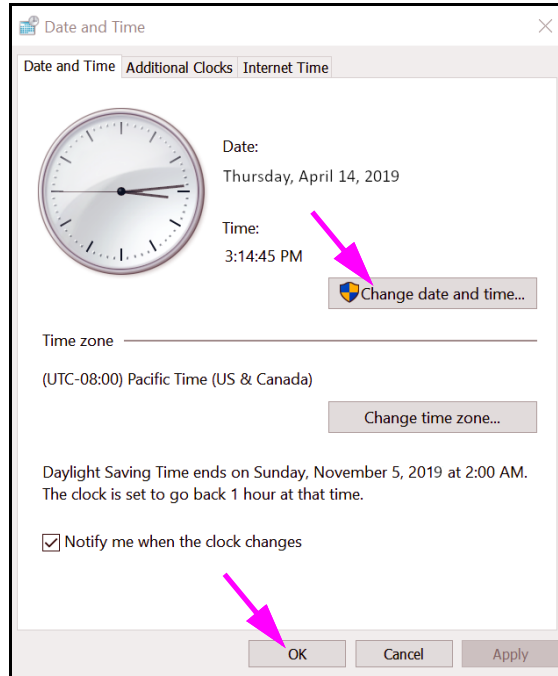 Date and Time
Date and Time Additional Clocks Internet Time
Date:
Thursday, April 14, 2019
Time:
3:14:45 PM
Change date and time...
Time zone
(UTC-08:00) Pacific Time (US & Canada)
Change time zone...
Daylight Saving Time ends on Sunday, November 5, 2019 at 2:00 AM.
The clock is set to go back 1 hour at that time.
Notify me when the clock changes
OK Cancel Apply